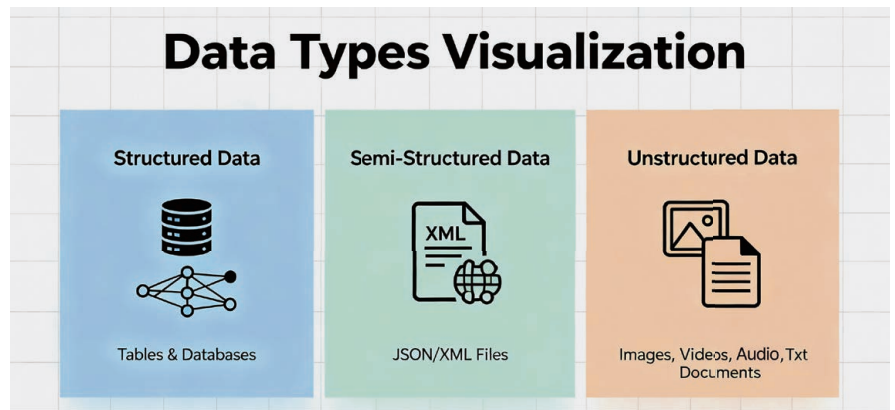 Data Types Visualization
Structured Data
Tables & Databases
Semi-Structured Data
XML
JSON/XML Files
Unstructured Data
Images, Videos, Audio,Txt
Documents